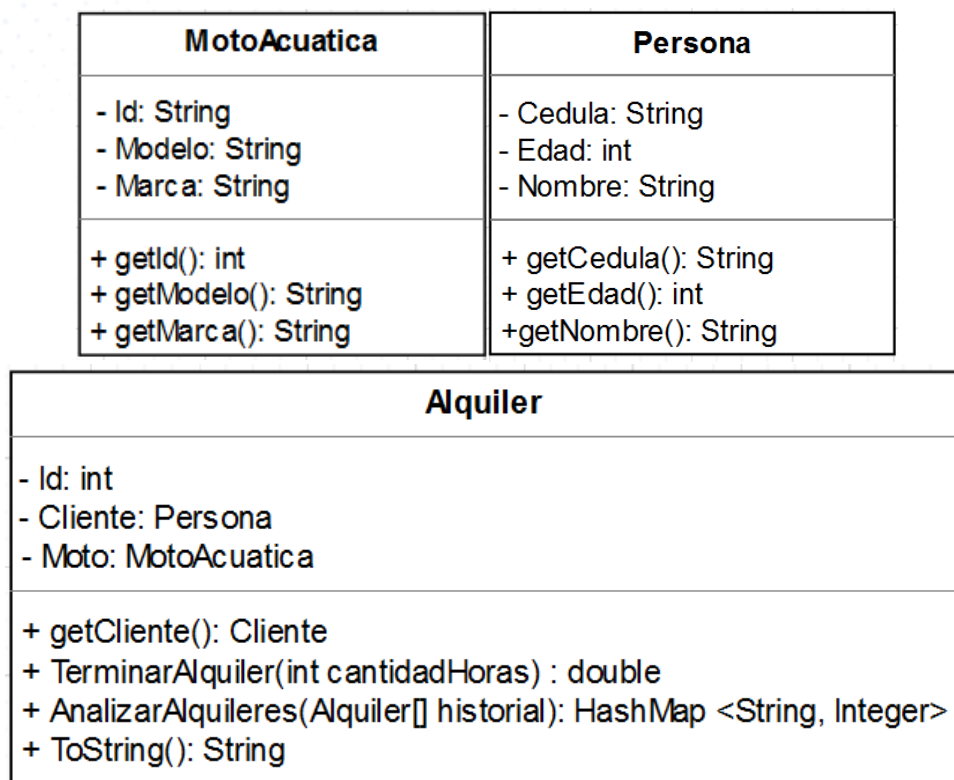 MotoAcuatica
- Id: String
- Modelo: String
- Marca: String
+ getId(): int
+ getModelo(): String
+ getMarca(): String
Persona
- Cedula: String
- Edad: int
- Nombre: String
+ getCedula(): String
+ getEdad(): int
+getNombre(): String
Alquiler
- Id: int
- Cliente: Persona
- Moto: MotoAcuatica
+ getCliente(): Cliente
+ TerminarAlquiler(int cantidadHoras) : double
+ AnalizarAlquileres(Alquiler[] historial): HashMap <String, Integer>
+ ToString(): String